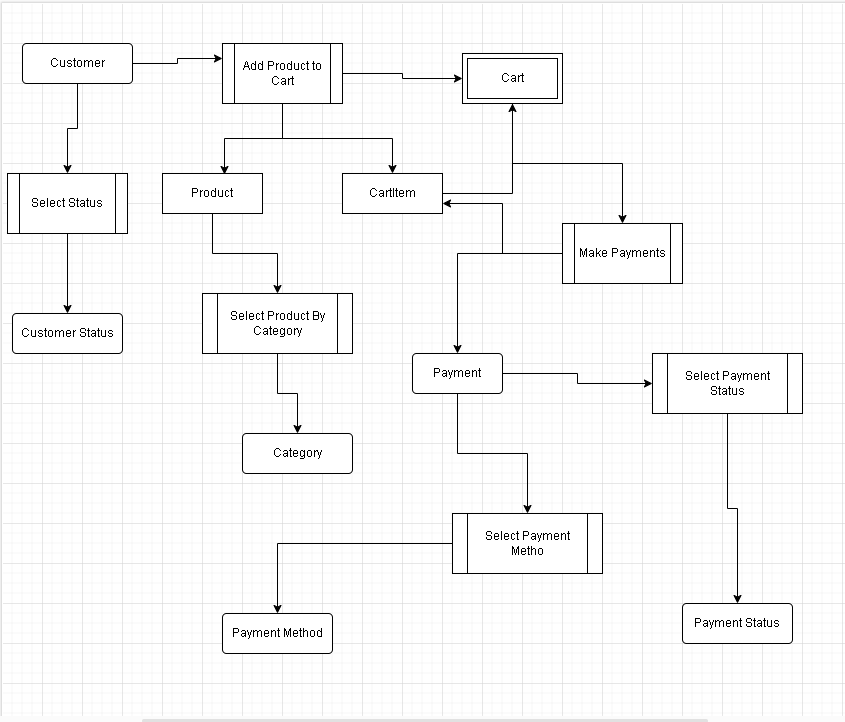 Customer
Add Product to
Cart
Cart
Select Status
Product
CartItem
Make Payments
Customer Status
Select Product By
Category
Payment
Select Payment
Status
Category
Select Payment
Metho
Payment Method
Payment Status